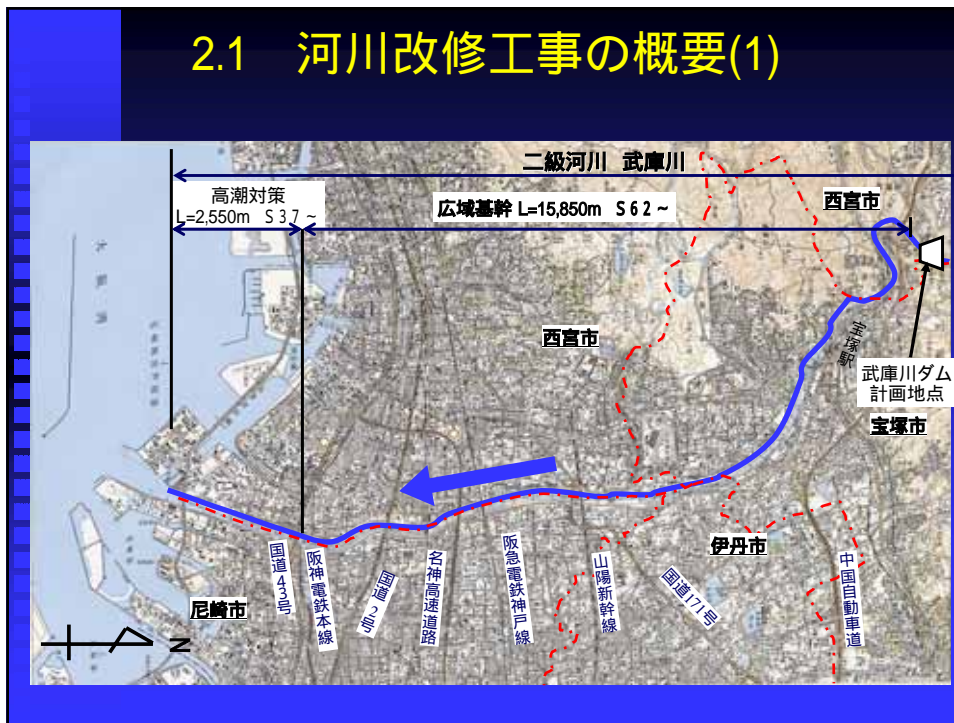 2.1 河川改修工事の概要(1)
二級河川 武庫川
高潮対策
L=2,550m S37~
広域基幹 L=15,850m S62~
西宮市
西宮市
宝塚駅
武庫川ダム
計画地点
宝塚市
伊丹市
尼崎市
国道43号
阪神電鉄本線
国道2号
名神高速道路
阪急電鉄神戸線
山陽新幹線
国道171号
中国自動車道
大阪湾
N